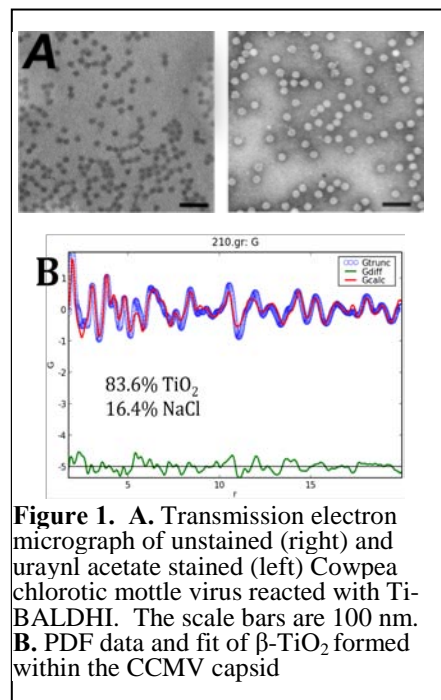 A
210.gr: G
B
Gtrunc
Gdiff
Gcalc
1
0
-1
-2
-3
-4
-5
G
83.6% TiO₂
16.4% NaCl
5
10
15
r
Figure 1. A. Transmission electron
micrograph of unstained (right) and
uraynl acetate stained (left) Cowpea
chlorotic mottle virus reacted with Ti-
BALDHI. The scale bars are 100 nm.
B. PDF data and fit of β-TiO₂ formed
within the CCMV capsid